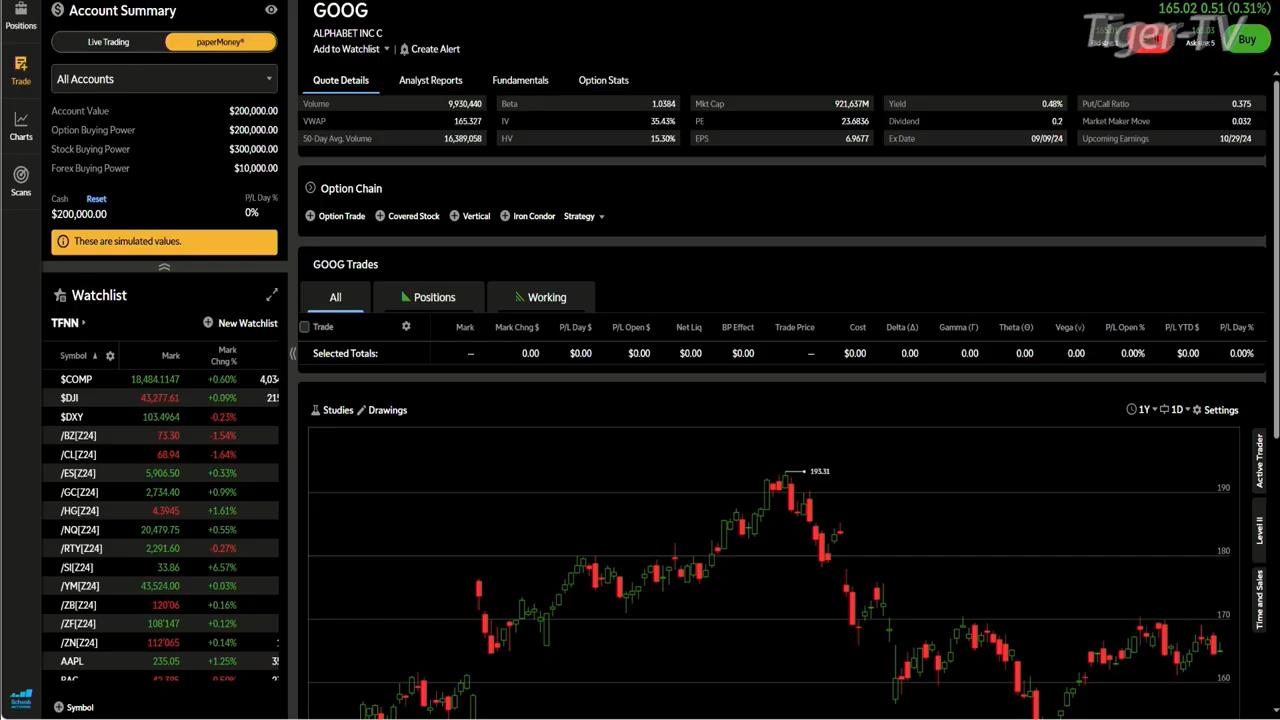 Positions
Trade
Charts
Scans
Schwab
Account Summary
Live Trading paperMoney®
All Accounts
Account Value $200,000.00
Option Buying Power $200,000.00
Stock Buying Power $300,000.00
Forex Buying Power $10,000.00
Cash Reset P/L Day %
$200,000.00 0%
These are simulated values.
Watchlist
TFNN New Watchlist
Symbol Mark Mark Chng %
$COMP 18,484.1147 +0.60% 4,034
$DJI 43,277.61 +0.09% 215
$DXY 103.4964 -0.23%
/BZ[Z24] 73.30 -1.54%
/CL[Z24] 68.94 -1.64%
/ES[Z24] 5,906.50 +0.33%
/GC[Z24] 2,734.40 +0.99%
/HG[Z24] 4.3945 +1.61%
/NQ[Z24] 20,479.75 +0.55%
/RTY[Z24] 2,291.60 -0.27%
/SI[Z24] 33.86 +6.57%
/YM[Z24] 43,524.00 +0.03%
/ZB[Z24] 120'06 +0.16%
/ZF[Z24] 108'147 +0.12%
/ZN[Z24] 112'065 +0.14%
AAPL 235.05 +1.25%
Symbol
GOOG
165.02 0.51 (0.31%)
Tiger-TV
ALPHABET INC C
Add to Watchlist Create Alert
Ask size: 5
Buy
Quote Details Analyst Reports Fundamentals Option Stats
Volume 9,930,440 Beta 1.0384 Mkt Cap 921,637M Yield 0.48% Put/Call Ratio 0.375
VWAP 165.327 IV 35.43% PE 23.6836 Dividend 0.2 Market Maker Move 0.032
50-Day Avg. Volume 16,389,058 HV 15.30% EPS 6.9677 Ex Date 09/09/24 Upcoming Earnings 10/29/24
Option Chain
Option Trade Covered Stock Vertical Iron Condor Strategy
GOOG Trades
All Positions Working
Trade Mark Mark Chng $ P/L Day $ P/L Open $ Net Liq BP Effect Trade Price Cost Delta (Δ) Gamma (Γ) Theta (Θ) Vega (ν) P/L Open % P/L YTD $ P/L Day %
Selected Totals: – 0.00 $0.00 $0.00 $0.00 $0.00 – $0.00 0.00 0.00 0.00 0.00 0.00% $0.00 0.00%
Studies Drawings 1Y 1D Settings
193.31
190
180
170
160
Active Trader
Level II
Time and Sales